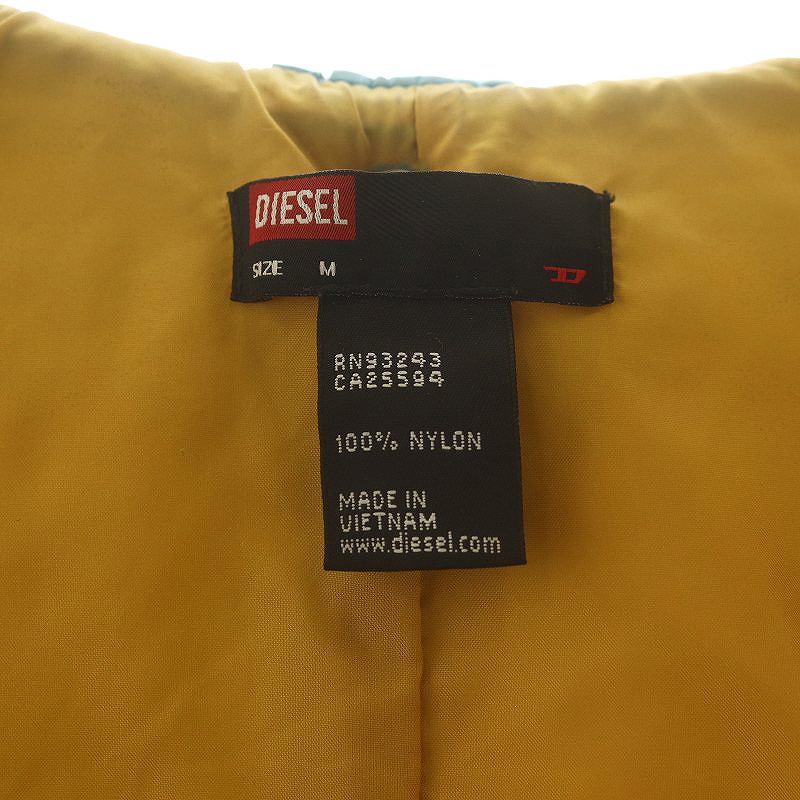 DIESEL
SIZE M
RN93243
CA25594
100% NYLON
MADE IN
VIETNAM
www.diesel.com